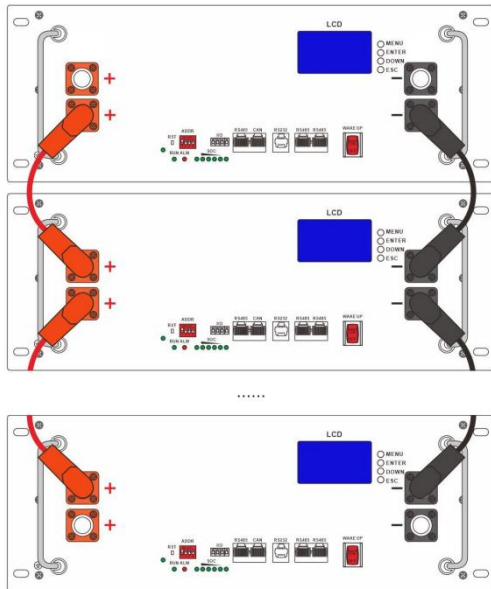 LCD
MENU
ENTER
DOWN
ESC
+ −
+ −
ADDR I/O RS485 CAN RS232 RS485 RS485 WAKE UP
RST
RUN ALM SOC
LCD
MENU
ENTER
DOWN
ESC
+ −
+ −
ADDR I/O RS485 CAN RS232 RS485 RS485 WAKE UP
RST
RUN ALM SOC
......
LCD
MENU
ENTER
DOWN
ESC
+ −
+ −
ADDR I/O RS485 CAN RS232 RS485 RS485 WAKE UP
RST
RUN ALM SOC